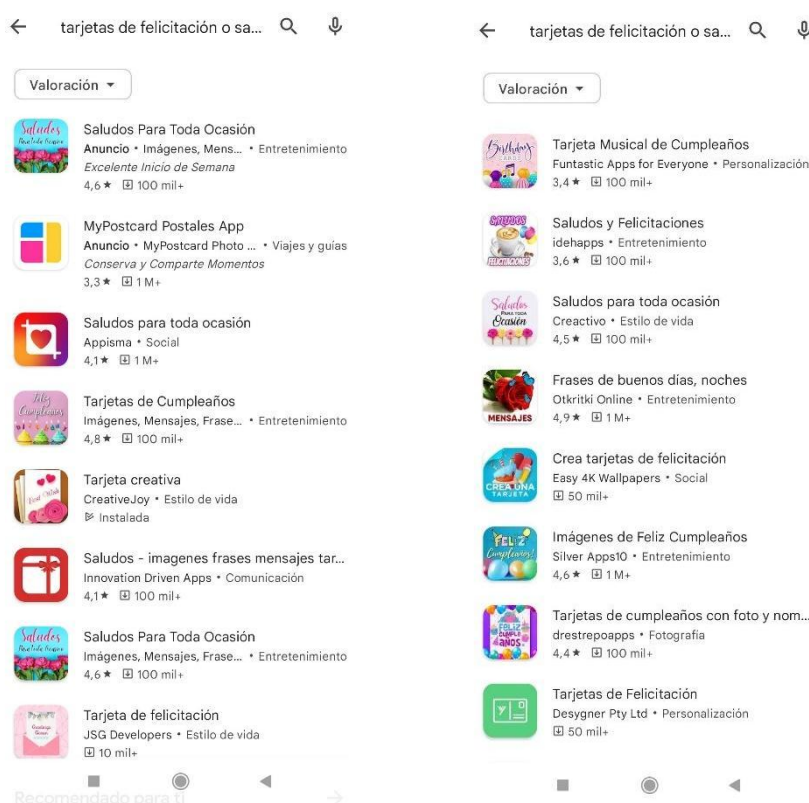 tarjetas de felicitación o sa...
Valoración
Saludos Para Toda Ocasión
Anuncio • Imágenes, Mens... • Entretenimiento
Excelente Inicio de Semana
4,6 ★ 100 mil+
MyPostcard Postales App
Anuncio • MyPostcard Photo ... • Viajes y guías
Conserva y Comparte Momentos
3,3 ★ 1 M+
Saludos para toda ocasión
Appisma • Social
4,1 ★ 1 M+
Tarjetas de Cumpleaños
Imágenes, Mensajes, Frase... • Entretenimiento
4,8 ★ 100 mil+
Tarjeta creativa
CreativeJoy • Estilo de vida
Instalada
Saludos - imagenes frases mensajes tar...
Innovation Driven Apps • Comunicación
4,1 ★ 100 mil+
Saludos Para Toda Ocasión
Imágenes, Mensajes, Frase... • Entretenimiento
4,6 ★ 100 mil+
Tarjeta de felicitación
JSG Developers • Estilo de vida
10 mil+
Recomendado para ti
tarjetas de felicitación o sa...
Valoración
Tarjeta Musical de Cumpleaños
Funtastic Apps for Everyone • Personalización
3,4 ★ 100 mil+
Saludos y Felicitaciones
idehapps • Entretenimiento
3,6 ★ 100 mil+
Saludos para toda ocasión
Creactivo • Estilo de vida
4,5 ★ 100 mil+
MENSAJES
Frases de buenos días, noches
Otkritki Online • Entretenimiento
4,9 ★ 1 M+
CREA UNA
TARJETA
Crea tarjetas de felicitación
Easy 4K Wallpapers • Social
50 mil+
Imágenes de Feliz Cumpleaños
Silver Apps10 • Entretenimiento
4,6 ★ 1 M+
Tarjetas de cumpleaños con foto y nom...
drestrepoapps • Fotografía
4,4 ★ 100 mil+
Tarjetas de Felicitación
Desygner Pty Ltd • Personalización
50 mil+